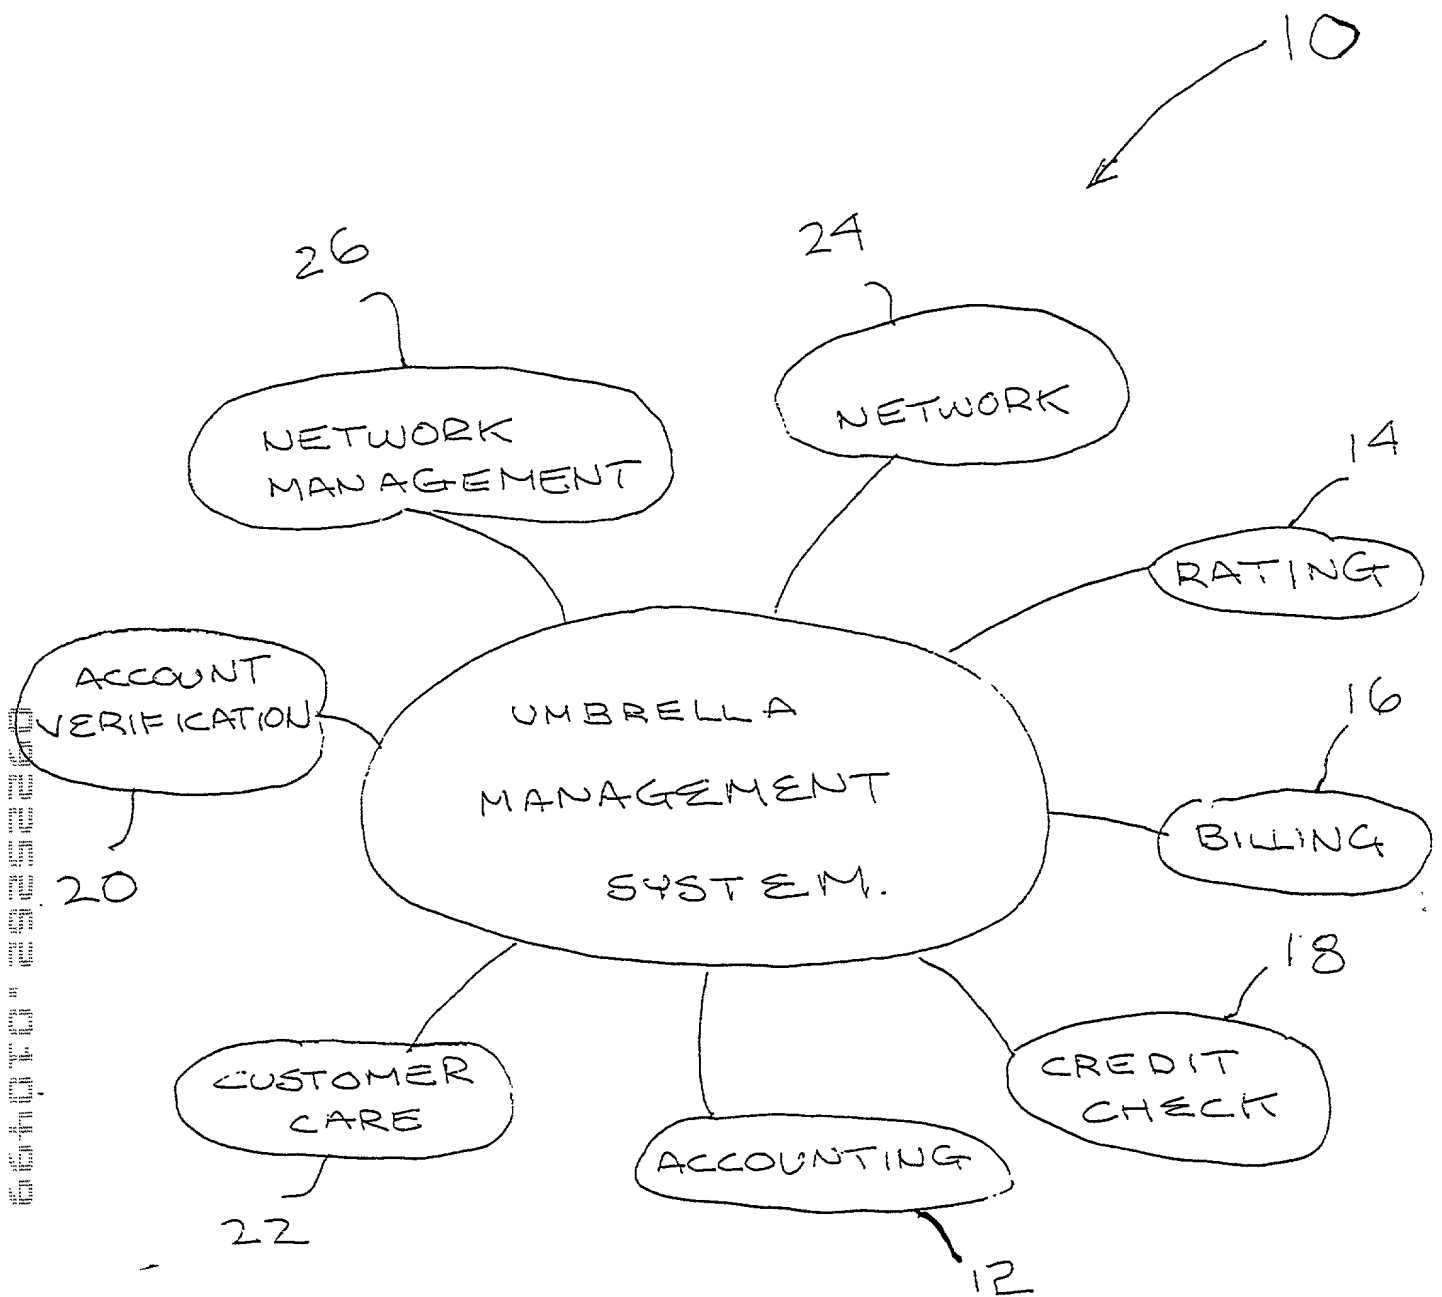 10
26
24
NETWORK
MANAGEMENT
NETWORK
14
RATING
ACCOUNT
VERIFICATION
20
UMBRELLA
MANAGEMENT
SYSTEM.
16
BILLING
18
CREDIT
CHECK
CUSTOMER
CARE
22
ACCOUNTING
12